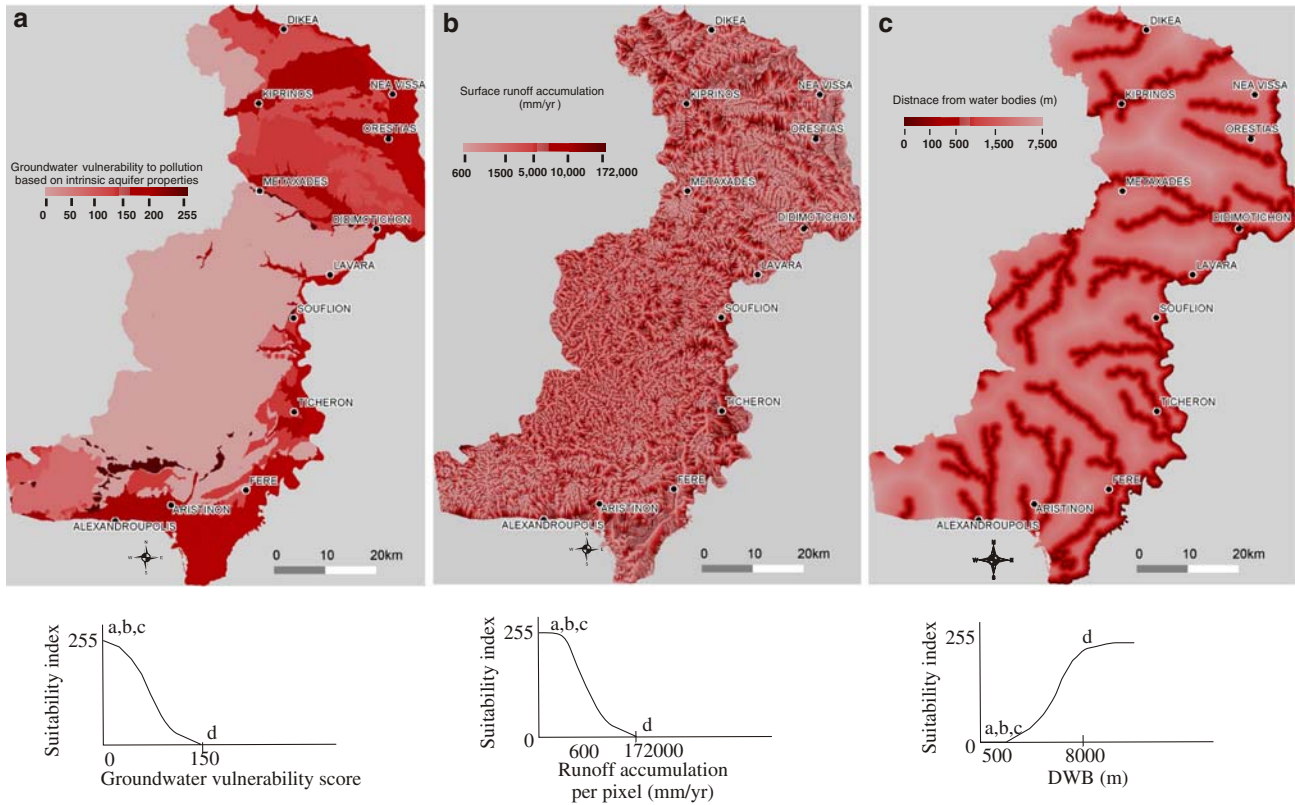 a
DIKEA
NEA VISSA
KIPRINOS
ORESTIAS
Groundwater vulnerability to pollution
based on intrinsic aquifer properties
0 50 100 150 200 255
METAXADES
DIDIMOTICHON
LAVARA
SOUFLION
TICHERON
FERE
ARISTINON
ALEXANDROUPOLIS
N
W E
S
0 10 20km
b
DIKEA
Surface runoff accumulation
(mm/yr)
600 1500 5,000 10,000 172,000
NEA VISSA
KIPRINOS
ORESTIAS
METAXADES
DIDIMOTICHON
LAVARA
SOUFLION
TICHERON
FERE
ARISTINON
ALEXANDROUPOLIS
N
W E
S
0 10 20km
c
DIKEA
Distnace from water bodies (m)
0 100 500 1,500 7,500
NEA VISSA
KIPRINOS
ORESTIAS
METAXADES
DIDIMOTICHON
LAVARA
SOUFLION
TICHERON
FERE
ARISTINON
ALEXANDROUPOLIS
0 10 20km
Suitability index
255
a,b,c
d
0 150
Groundwater vulnerability score
Suitability index
255
a,b,c
d
0
600 172000
Runoff accumulation
per pixel (mm/yr)
Suitability index
255
d
a,b,c
0
500 8000
DWB (m)